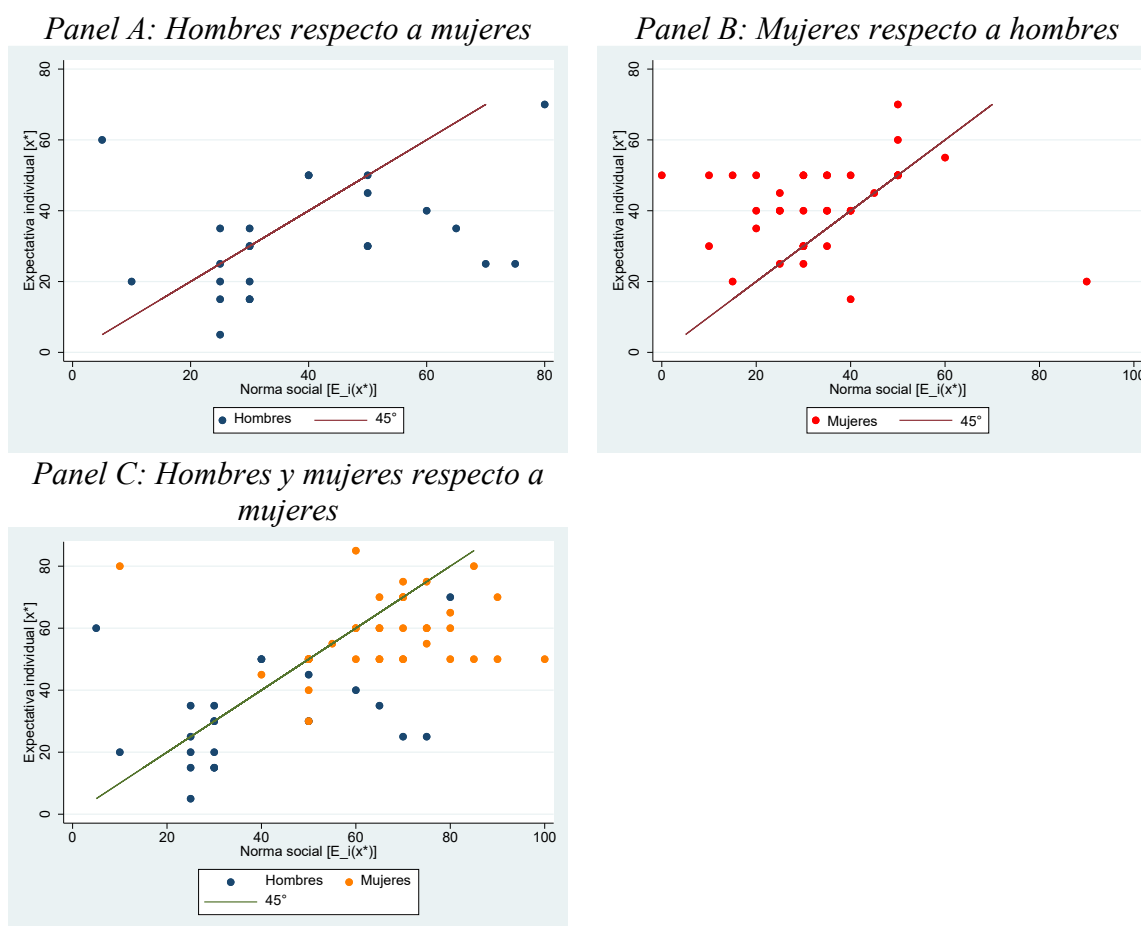 Panel A: Hombres respecto a mujeres
80
60
40
20
0
Expectativa individual [x*]
0 20 40 60 80
Norma social [E_i(x*)]
Hombres 45°
Panel B: Mujeres respecto a hombres
80
60
40
20
0
Expectativa individual [x*]
0 20 40 60 80 100
Norma social [E_i(x*)]
Mujeres 45°
Panel C: Hombres y mujeres respecto a
mujeres
80
60
40
20
0
Expectativa individual [x*]
0 20 40 60 80 100
Norma social [E_i(x*)]
Hombres Mujeres
45°